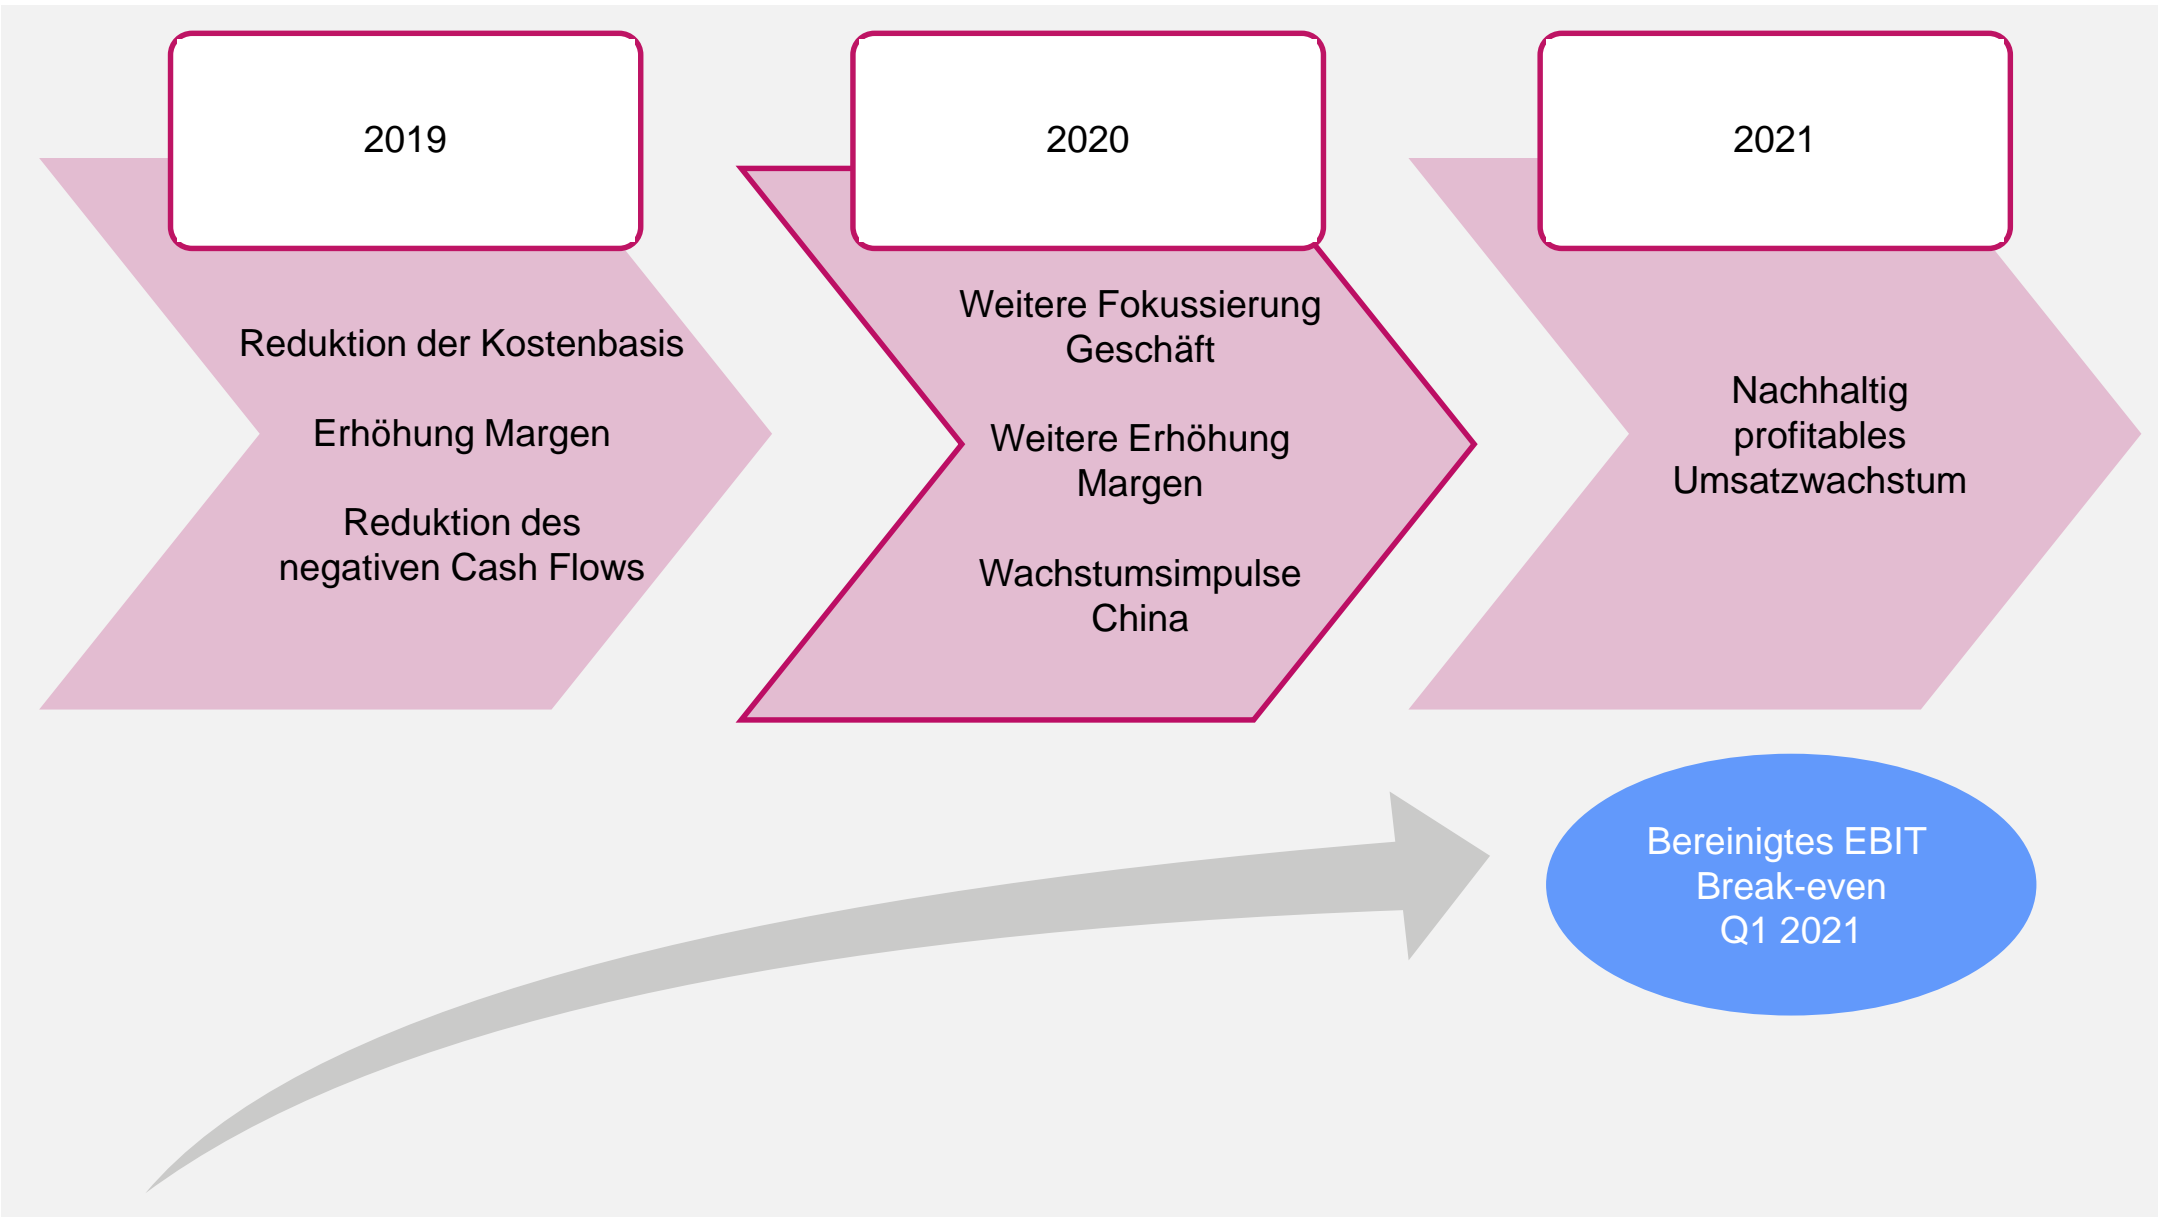 2019
Reduktion der Kostenbasis
Erhöhung Margen
Reduktion des
negativen Cash Flows
2020
Weitere Fokussierung
Geschäft
Weitere Erhöhung
Margen
Wachstumsimpulse
China
2021
Nachhaltig
profitables
Umsatzwachstum
Bereinigtes EBIT
Break-even
Q1 2021